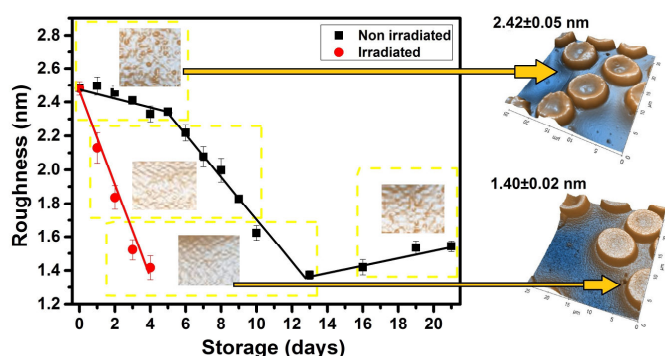 2.8
2.6
2.4
2.2
2.0
1.8
1.6
1.4
1.2
Roughness (nm)
0 2 4 6 8 10 12 14 16 18 20
Storage (days)
Non irradiated
Irradiated
2.42±0.05 nm
1.40±0.02 nm